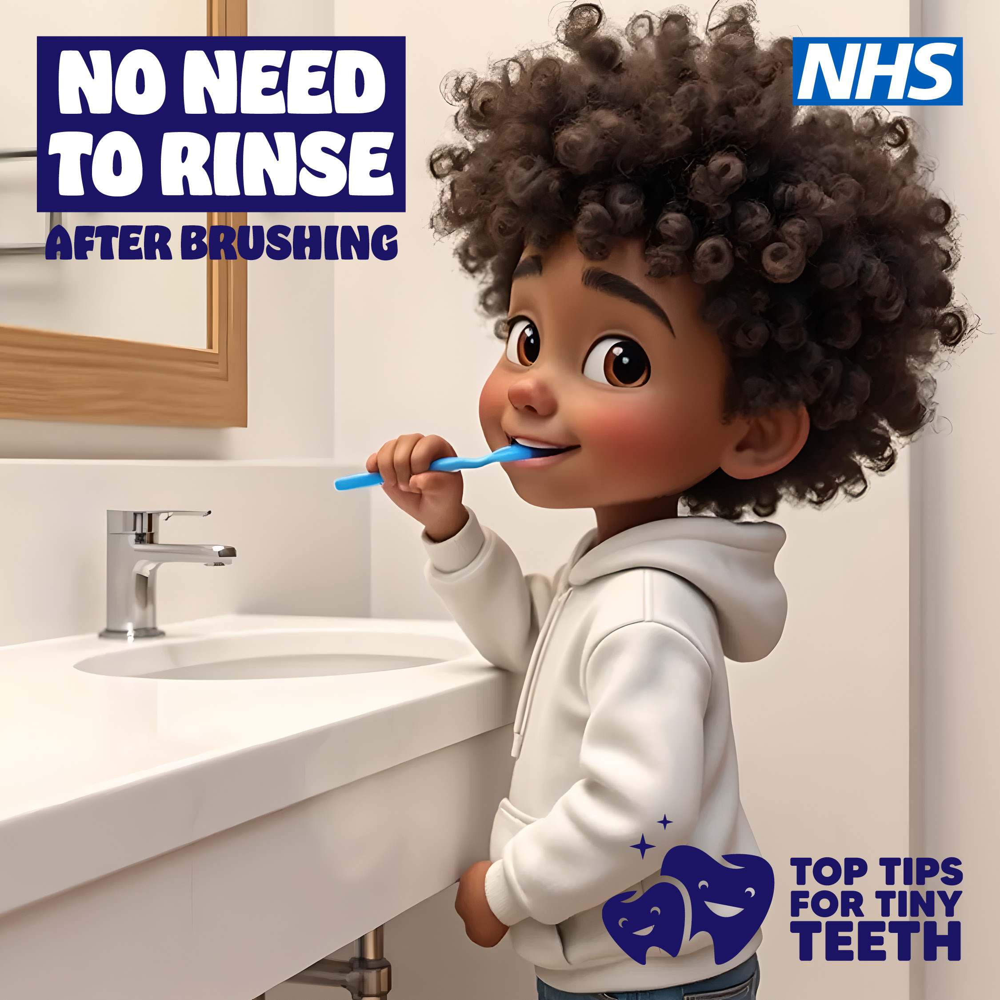 NO NEED
TO RINSE
AFTER BRUSHING
NHS
TOP TIPS
FOR TINY
TEETH